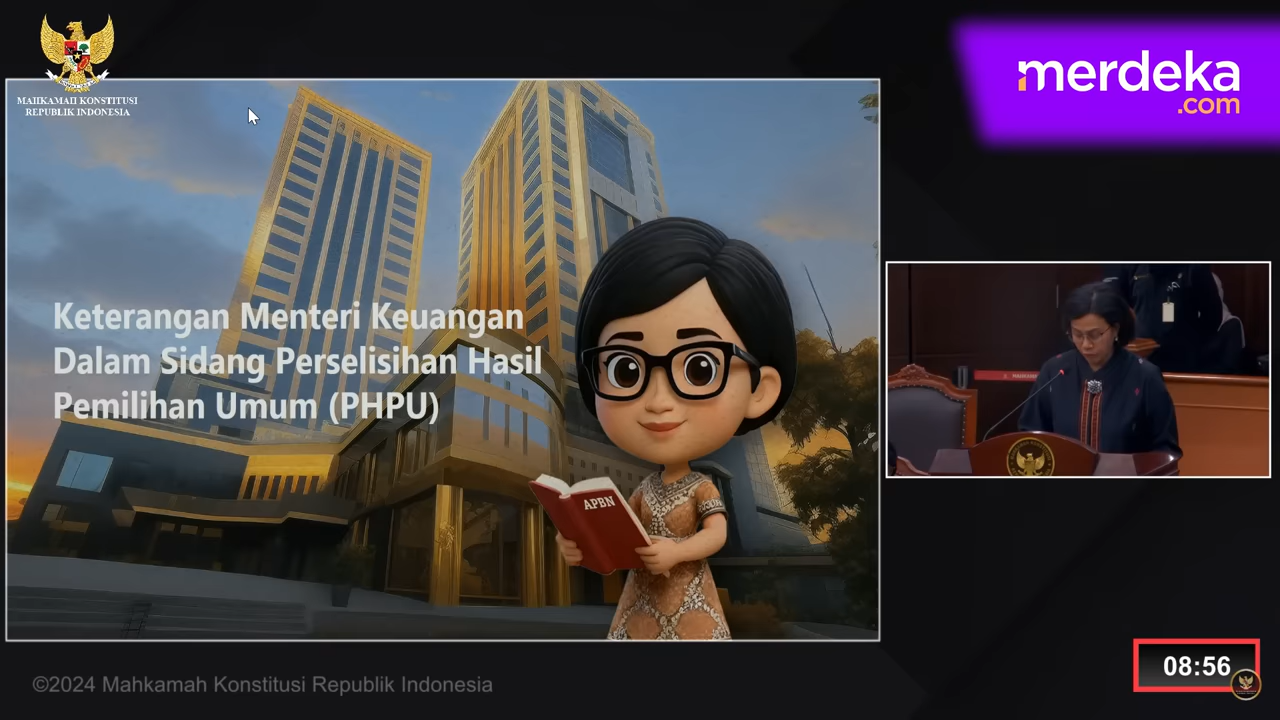 MAHKAMAH KONSTITUSI
REPUBLIK INDONESIA
merdeka
.com
Keterangan Menteri Keuangan
Dalam Sidang Perselisihan Hasil
Pemilihan Umum (PHPU)
APBN
©2024 Mahkamah Konstitusi Republik Indonesia
08:56